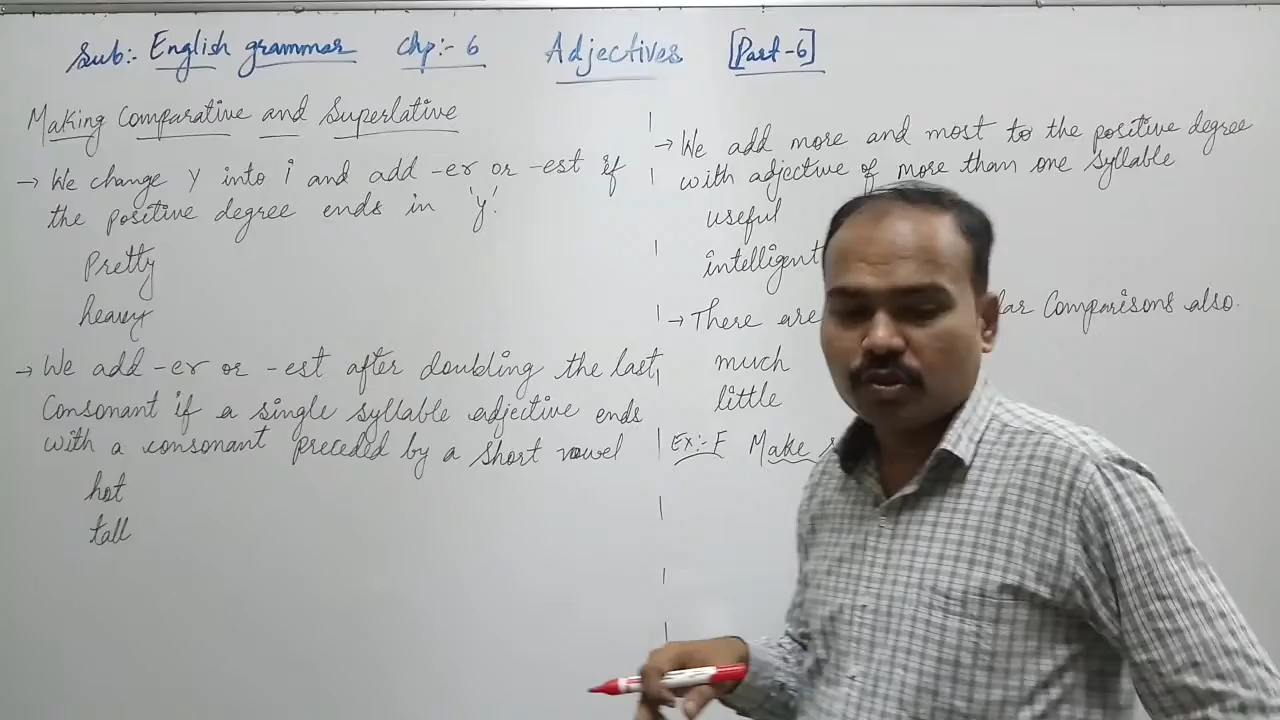 Sub:- English grammar Chp:- 6 Adjectives [Part-6]
Making Comparative and Superlative
→ We change y into i and add -er or -est if
the positive degree ends in 'y'.
Pretty
heavy
→ We add -er or -est after doubling the last
Consonant if a single syllable adjective ends
with a consonant preceded by a short vowel
hot
tall
→ We add more and most to the positive degree
with adjective of more than one syllable
useful
intelligent
→ There are Comparisons also.
much
little
Ex:- F Make